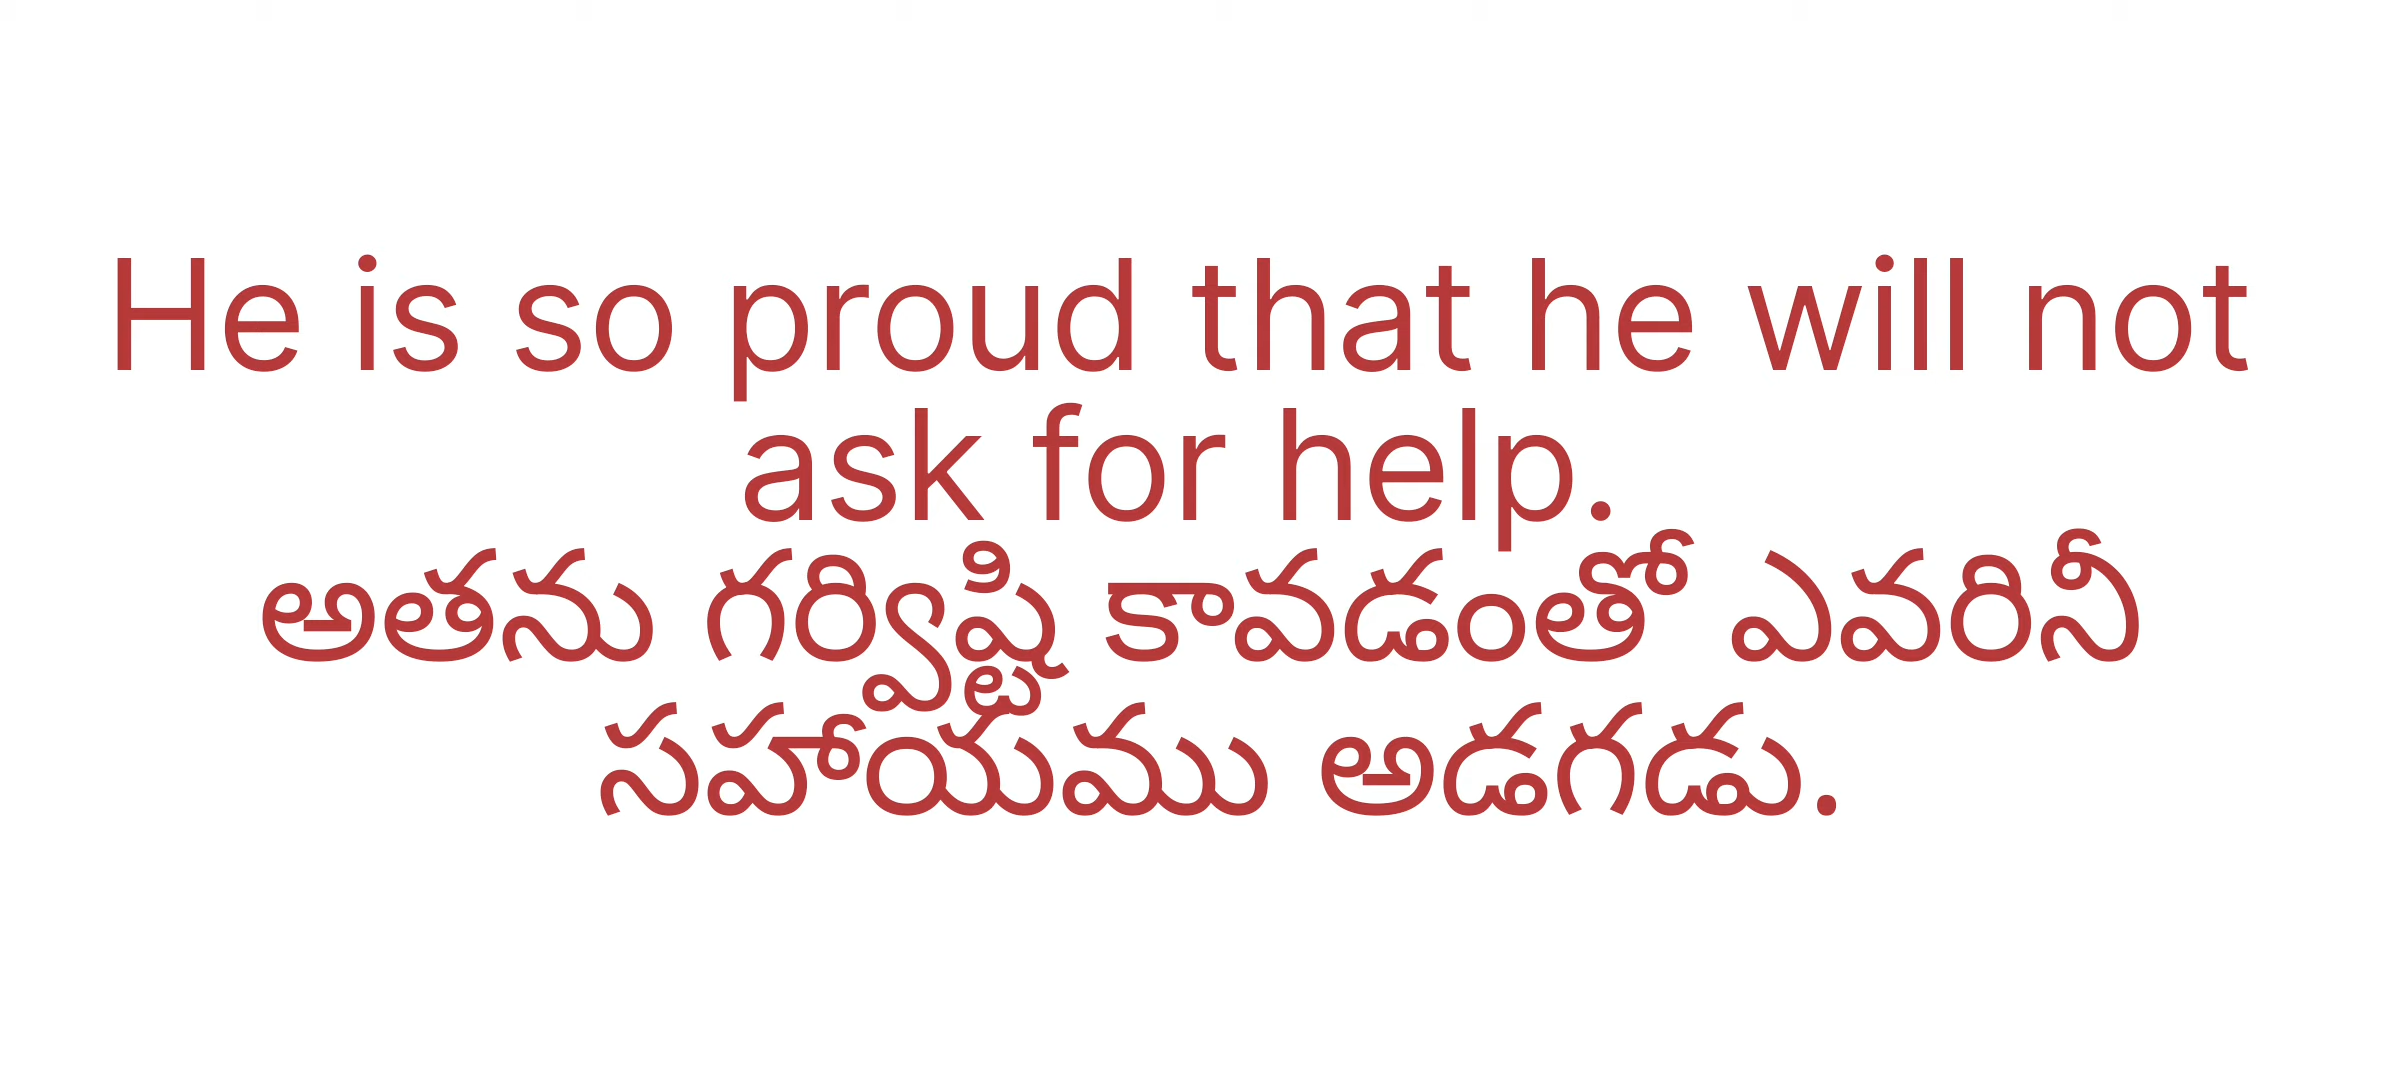 He is so proud that he will not
ask for help.
అతను గర్విష్టి కావడంతో ఎవరినీ
సహాయము అడగడు.